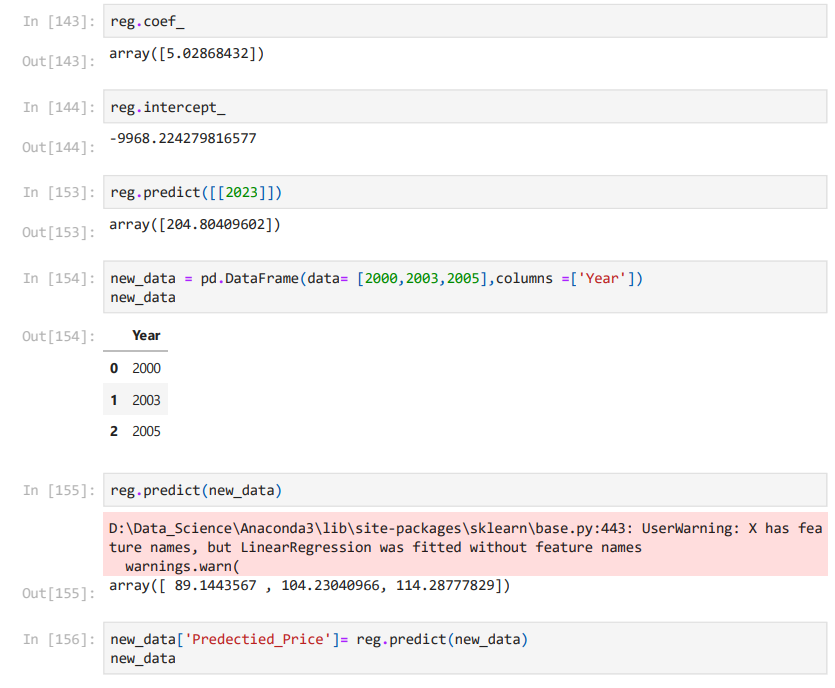 In [143]: reg.coef_
Out[143]: array([5.02868432])
In [144]: reg.intercept_
Out[144]: -9968.224279816577
In [153]: reg.predict([[2023]])
Out[153]: array([204.80409602])
In [154]: new_data = pd.DataFrame(data= [2000,2003,2005],columns =['Year'])
new_data
Out[154]: Year
0 2000
1 2003
2 2005
In [155]: reg.predict(new_data)
D:\Data_Science\Anaconda3\lib\site-packages\sklearn\base.py:443: UserWarning: X has fea
ture names, but LinearRegression was fitted without feature names
warnings.warn(
Out[155]: array([ 89.1443567 , 104.23040966, 114.28777829])
In [156]: new_data['Predectied_Price']= reg.predict(new_data)
new_data